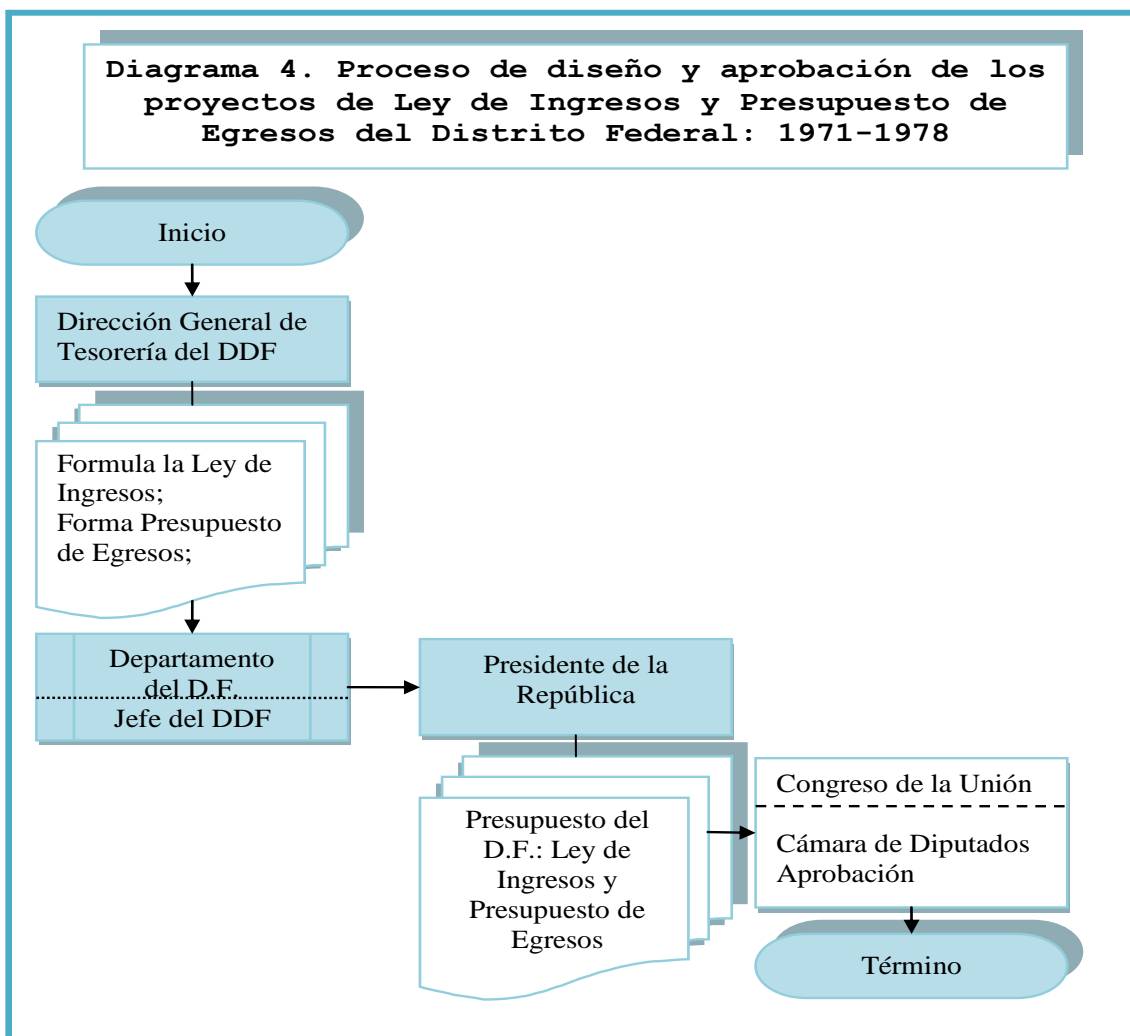 Diagrama 4. Proceso de diseño y aprobación de los
proyectos de Ley de Ingresos y Presupuesto de
Egresos del Distrito Federal: 1971-1978
Inicio
Dirección General de
Tesorería del DDF
Formula la Ley de
Ingresos;
Forma Presupuesto
de Egresos;
Departamento
del D.F.
Jefe del DDF
Presidente de la
República
Presupuesto del
D.F.: Ley de
Ingresos y
Presupuesto de
Egresos
Congreso de la Unión
Cámara de Diputados
Aprobación
Término